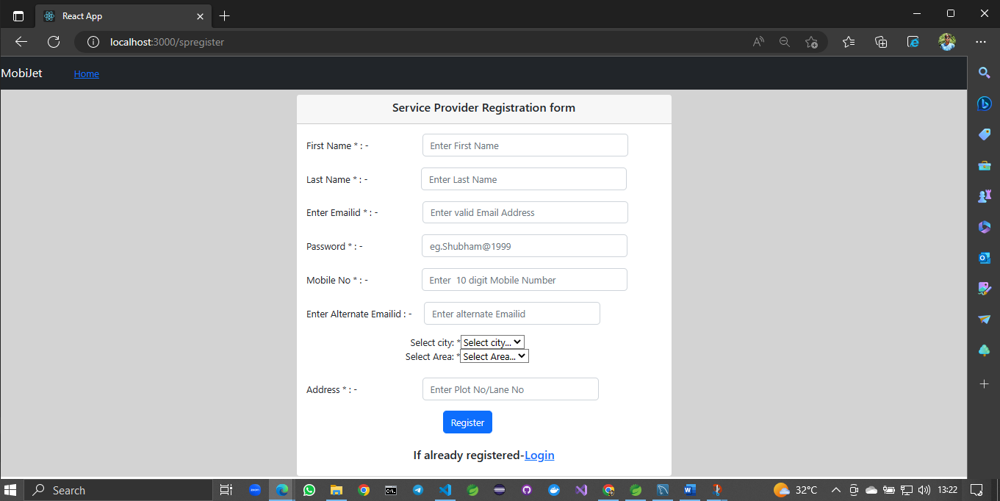 React App
localhost:3000/spregister
MobiJet Home
Service Provider Registration form
First Name * : - Enter First Name
Last Name * : - Enter Last Name
Enter Emailid * : - Enter valid Email Address
Password * : - eg.Shubham@1999
Mobile No * : - Enter  10 digit Mobile Number
Enter Alternate Emailid : - Enter alternate Emailid
Select city: * Select city...
Select Area: * Select Area...
Address * : - Enter Plot No/Lane No
Register
If already registered-Login
Search 32°C 13:22